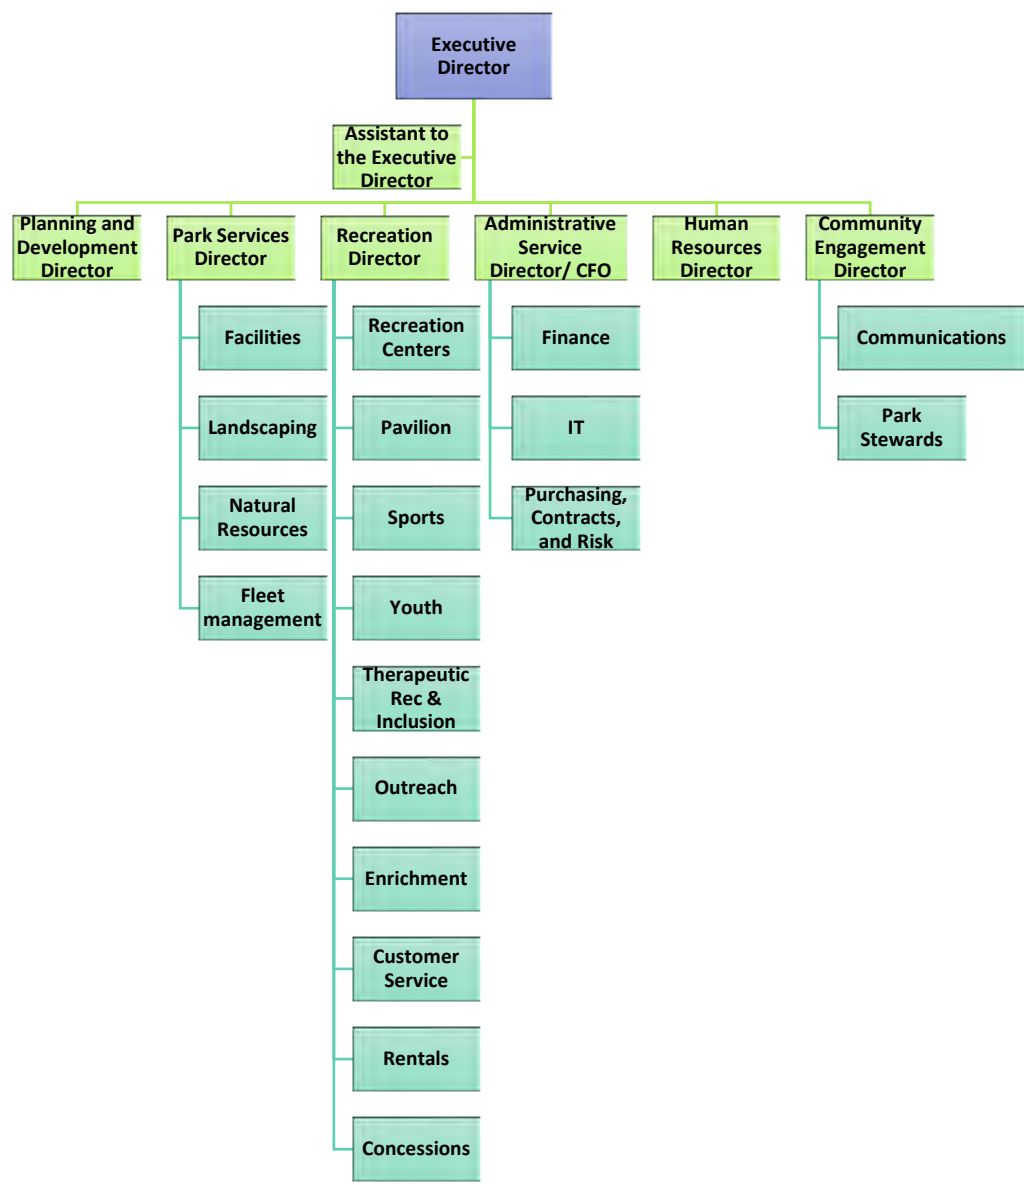 Executive
Director
Assistant to
the Executive
Director
Planning and
Development
Director
Park Services
Director
Recreation
Director
Administrative
Service
Director/ CFO
Human
Resources
Director
Community
Engagement
Director
Facilities
Landscaping
Natural
Resources
Fleet
management
Recreation
Centers
Pavilion
Sports
Youth
Therapeutic
Rec &
Inclusion
Outreach
Enrichment
Customer
Service
Rentals
Concessions
Finance
IT
Purchasing,
Contracts,
and Risk
Communications
Park
Stewards